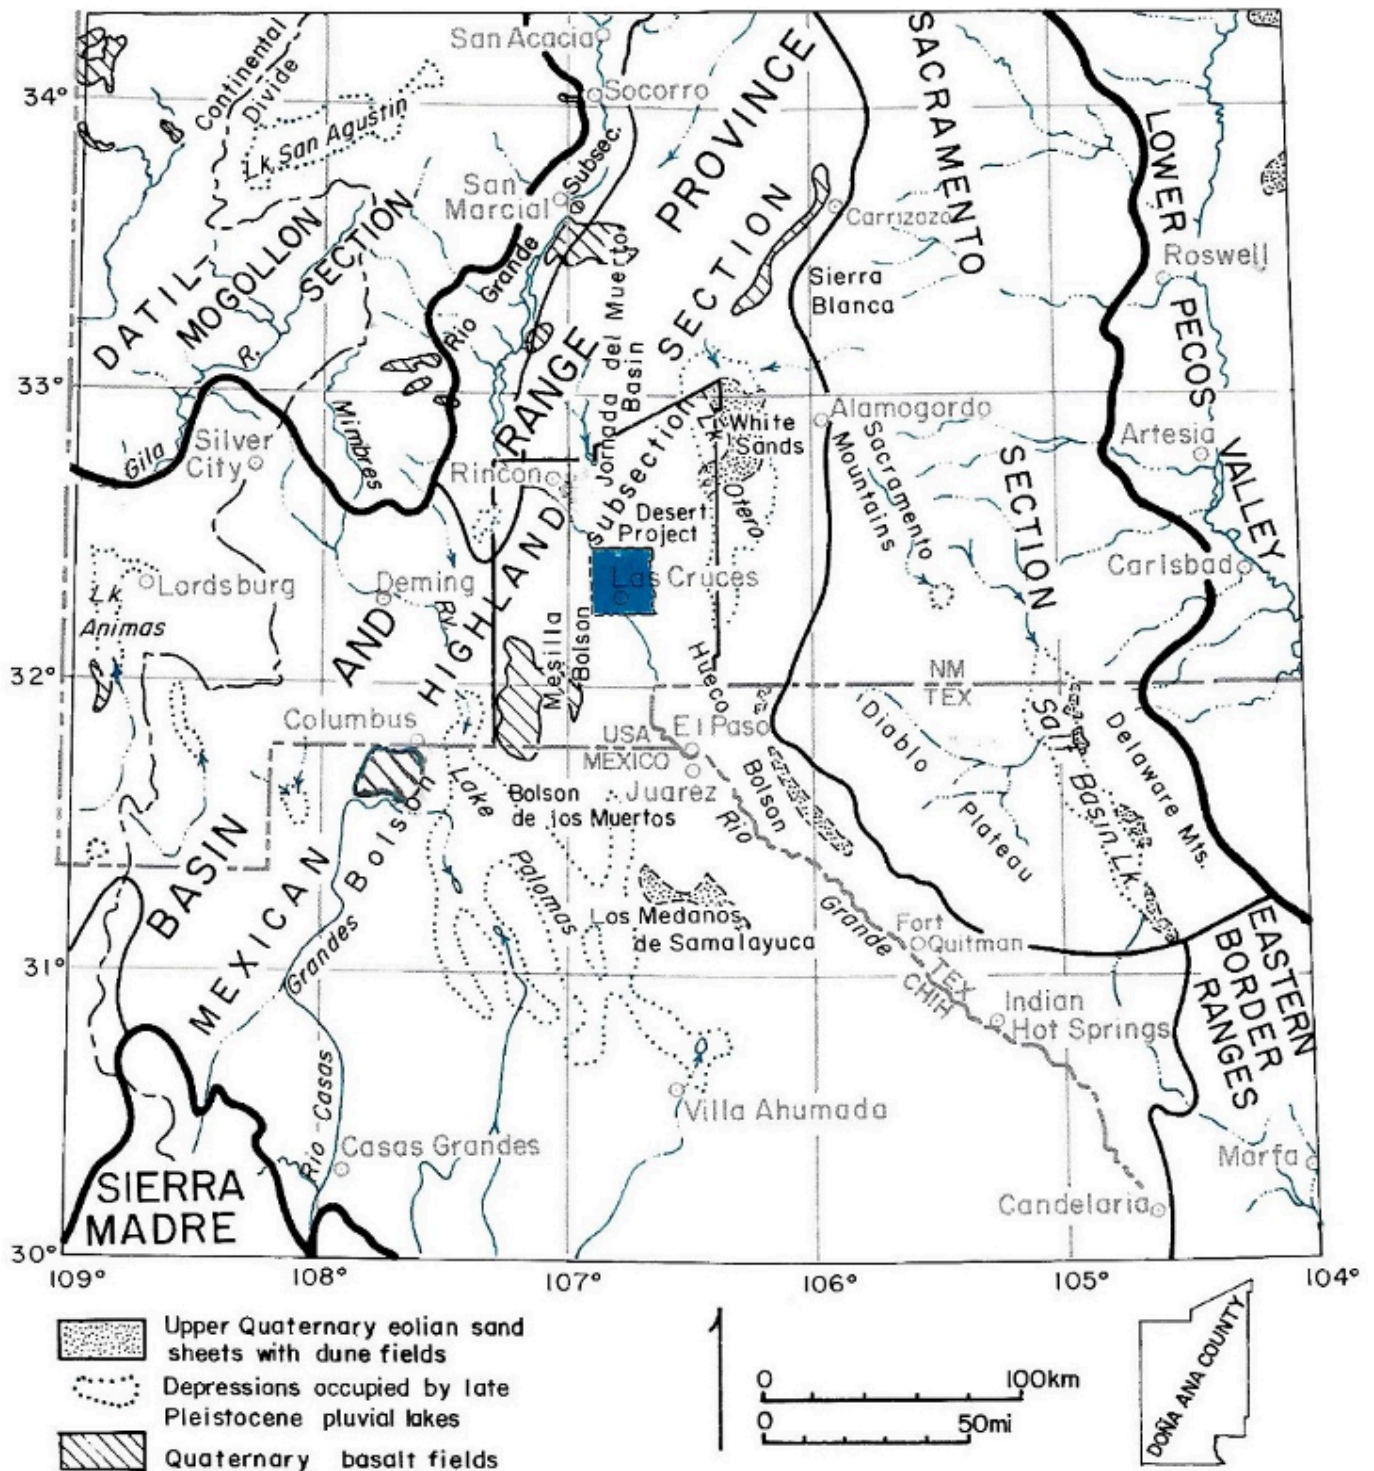 San Acacia
Continental
Divide
34°
Socorro
Lk San Agustin
Subsec.
PROVINCE
SACRAMENTO
LOWER
San
Marcial
Carrizozo
Roswell
DATIL-
MOGOLLON
SECTION
Rio
Grande
Jornada del Muerto
Basin
SECTION
Sierra
Blanca
PECOS
R.
33°
RANGE
Mimbres
Lk
Otero
White
Sands
Alamogordo
Sacramento
Mountains
Artesia
Gila
Silver
City
Rincon
Subsection
SECTION
VALLEY
Desert
Project
Carlsbad
Lordsburg
Deming
Las Cruces
Lk
Animas
Ry.
HIGHLAND
AND
Mesilla
Bolson
32°
Hueco
Bolson
NM
TEX
Columbus
USA
MEXICO
El Paso
Juarez
Diablo
Plateau
Salt
Basin Lk.
Delaware Mts.
Bolson
de los Muertos
Lake
Palomas
Rio
Grande
BASIN
MEXICAN
Bolson
Los Medanos
de Samalayuca
Fort
Quitman
31°
Grandes
TEX
CHIH
Indian
Hot Springs
EASTERN
BORDER
RANGES
Rio Casas
Villa Ahumada
Casas Grandes
Marfa
SIERRA
MADRE
Candelaria
30°
109°
108°
107°
106°
105°
104°
Upper Quaternary eolian sand
sheets with dune fields
Depressions occupied by late
Pleistocene pluvial lakes
Quaternary basalt fields
0
100km
0
50mi
DOÑA ANA COUNTY